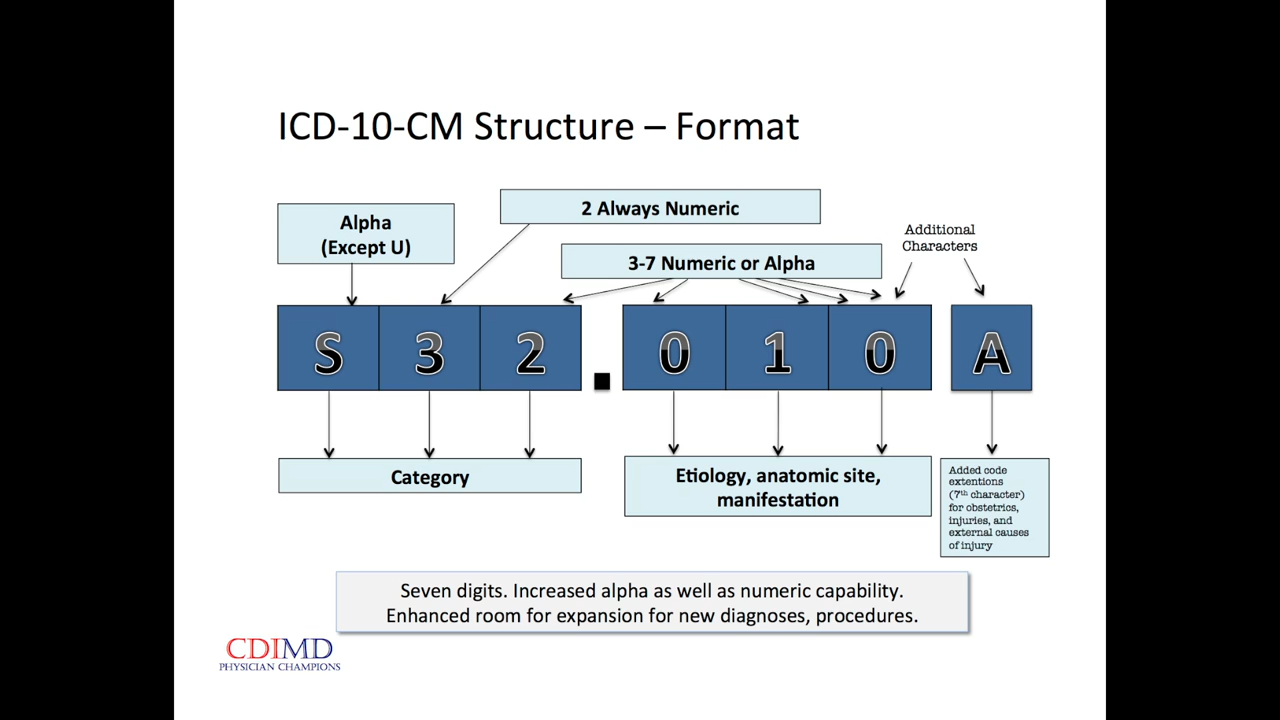 ICD-10-CM Structure – Format
2 Always Numeric
Alpha
(Except U)
Additional
Characters
3-7 Numeric or Alpha
S 3 2 . 0 1 0 A
Category
Etiology, anatomic site,
manifestation
Added code
extentions
(7th character)
for obstetrics,
injuries, and
external causes
of injury
Seven digits. Increased alpha as well as numeric capability.
Enhanced room for expansion for new diagnoses, procedures.
CDIMD
PHYSICIAN CHAMPIONS